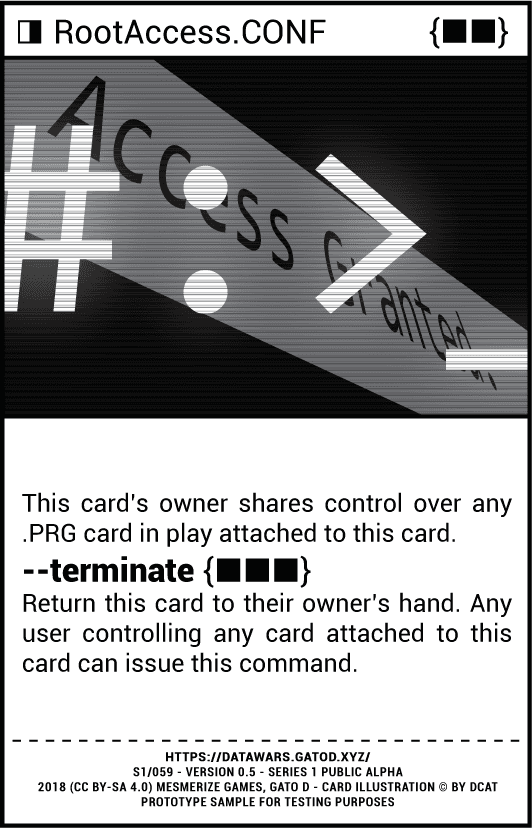 RootAccess.CONF {■■}
Access Granted
#:>_
This card's owner shares control over any
.PRG card in play attached to this card.
--terminate {■■■}
Return this card to their owner's hand. Any
user controlling any card attached to this
card can issue this command.
HTTPS://DATAWARS.GATOD.XYZ/
S1/059 - VERSION 0.5 - SERIES 1 PUBLIC ALPHA
2018 (CC BY-SA 4.0) MESMERIZE GAMES, GATO D - CARD ILLUSTRATION © BY DCAT
PROTOTYPE SAMPLE FOR TESTING PURPOSES